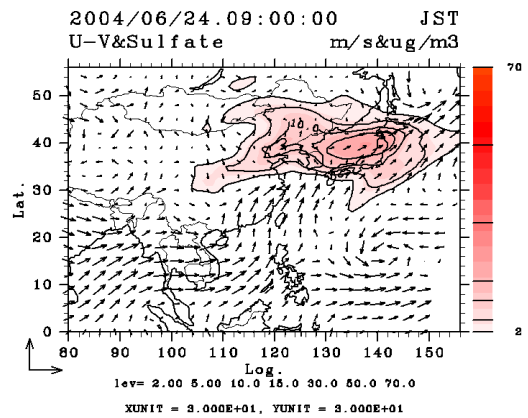 2004/06/24.09:00:00 JST
U-V&Sulfate m/s&ug/m3
70
50
40
Lat.
30
20
10
0
10.0
2
80 90 100 110 120 130 140 150
Log.
lev= 2.00 5.00 10.0 15.0 30.0 50.0 70.0
XUNIT = 3.000E+01, YUNIT = 3.000E+01